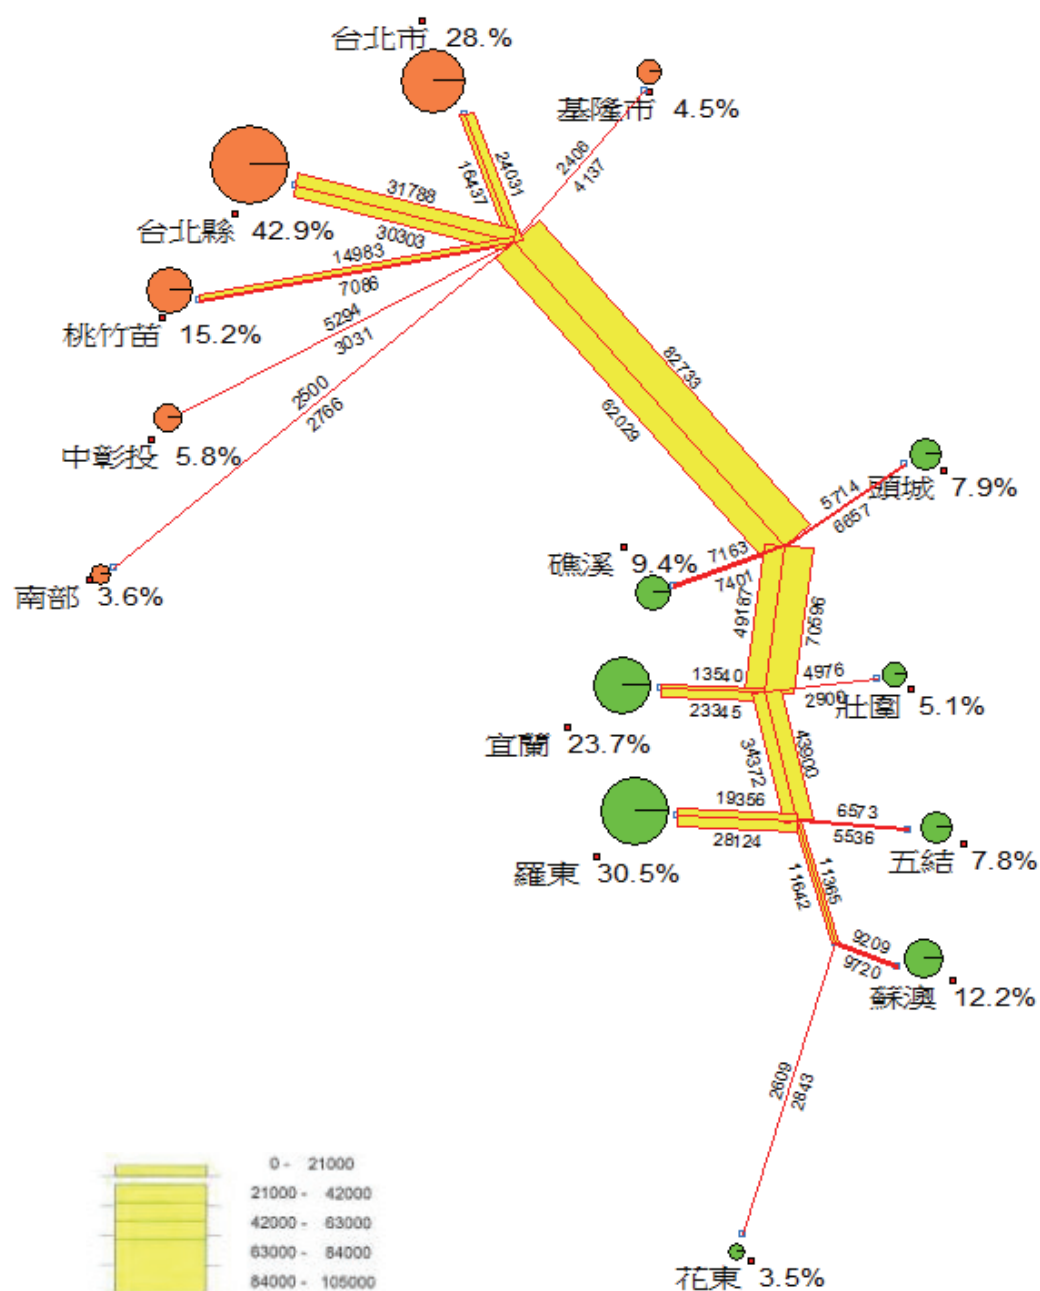 台北市 28.%
基隆市 4.5%
24031
16437
2406
4137
31788
30303
台北縣 42.9%
14983
7086
桃竹苗 15.2%
5294
3031
2500
2766
中彰投 5.8%
南部 3.6%
82733
62029
頭城 7.9%
5714
6657
礁溪 9.4%
7163
7401
49187
70596
13540
23345
4976
2900
壯圍 5.1%
宜蘭 23.7%
34372
43900
19356
28124
6573
5536
羅東 30.5%
五結 7.8%
11642
11365
9209
9720
蘇澳 12.2%
2609
2843
花東 3.5%
0 - 21000
21000 - 42000
42000 - 63000
63000 - 84000
84000 - 105000